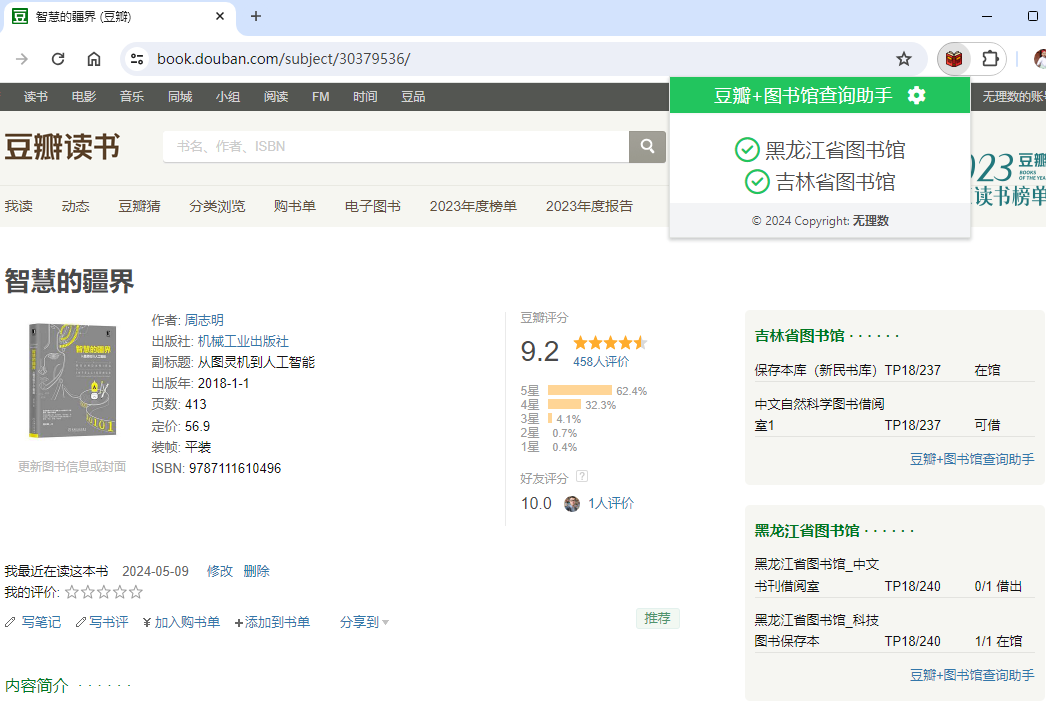 智慧的疆界 (豆瓣)
book.douban.com/subject/30379536/
读书 电影 音乐 同城 小组 阅读 FM 时间 豆品
无理数的账号
豆瓣+图书馆查询助手
黑龙江省图书馆
吉林省图书馆
© 2024 Copyright: 无理数
豆瓣读书
书名、作者、ISBN
023 豆瓣
BOOKS
OF THE YEAR
读书榜单
我读 动态 豆瓣猜 分类浏览 购书单 电子图书 2023年度榜单 2023年度报告
智慧的疆界
智慧的疆界
作者: 周志明
出版社: 机械工业出版社
副标题: 从图灵机到人工智能
出版年: 2018-1-1
页数: 413
定价: 56.9
装帧: 平装
ISBN: 9787111610496
更新图书信息或封面
豆瓣评分
9.2
458人评价
5星 62.4%
4星 32.3%
3星 4.1%
2星 0.7%
1星 0.4%
好友评分 ?
10.0 1人评价
我最近在读这本书 2024-05-09 修改 删除
我的评价:
写笔记 写书评 ¥ 加入购书单 +添加到书单 分享到
推荐
内容简介 · · · · · ·
吉林省图书馆 · · · · · ·
保存本库（新民书库） TP18/237 在馆
中文自然科学图书借阅
室1 TP18/237 可借
豆瓣+图书馆查询助手
黑龙江省图书馆 · · · · · ·
黑龙江省图书馆_中文
书刊借阅室 TP18/240 0/1 借出
黑龙江省图书馆_科技
图书保存本 TP18/240 1/1 在馆
豆瓣+图书馆查询助手